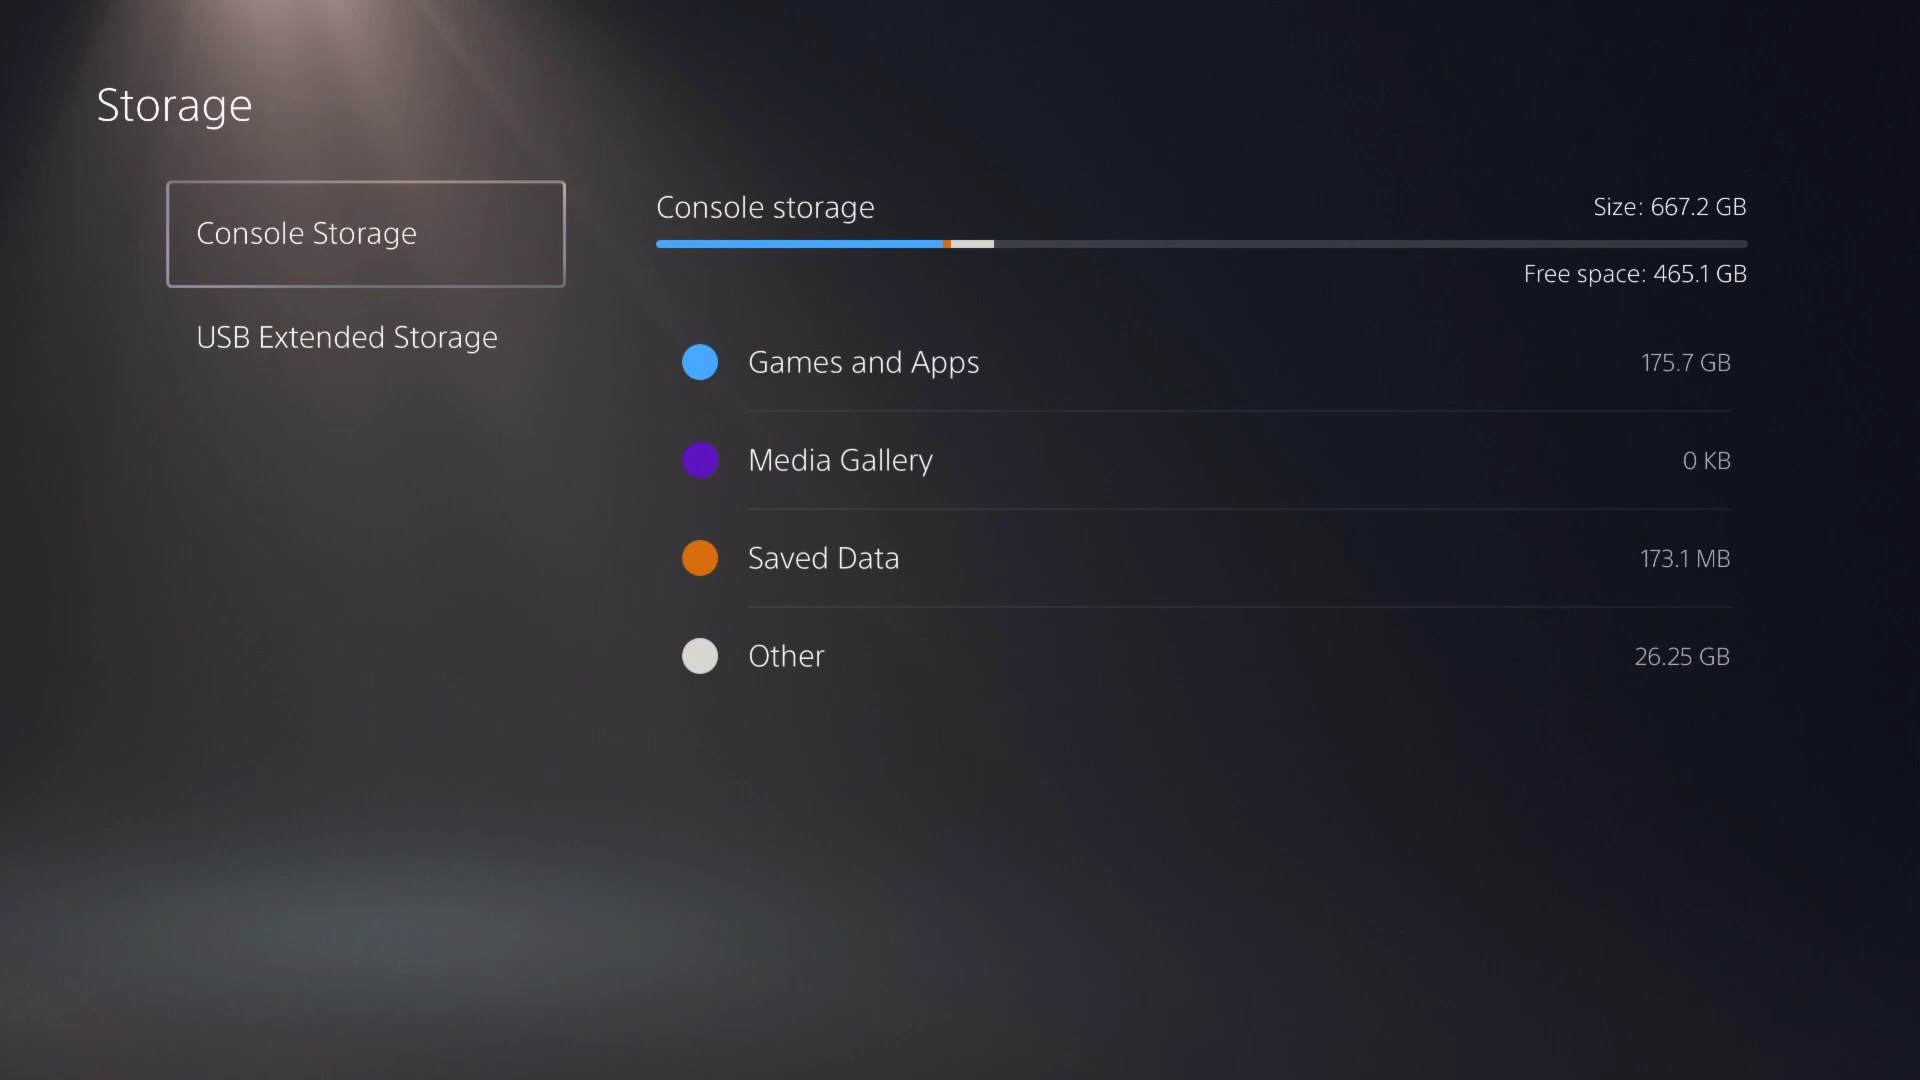 Storage
Console Storage
USB Extended Storage
Console storage
Size: 667.2 GB
Free space: 465.1 GB
Games and Apps
175.7 GB
Media Gallery
0 KB
Saved Data
173.1 MB
Other
26.25 GB